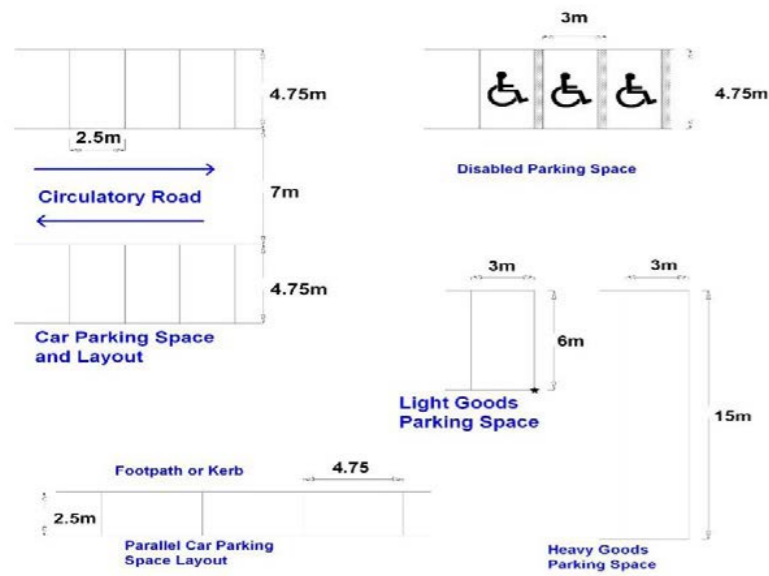 3m
4.75m
2.5m
4.75m
Disabled Parking Space
Circulatory Road
7m
3m
3m
4.75m
Car Parking Space
and Layout
6m
Light Goods
Parking Space
15m
Footpath or Kerb
4.75
2.5m
Parallel Car Parking
Space Layout
Heavy Goods
Parking Space